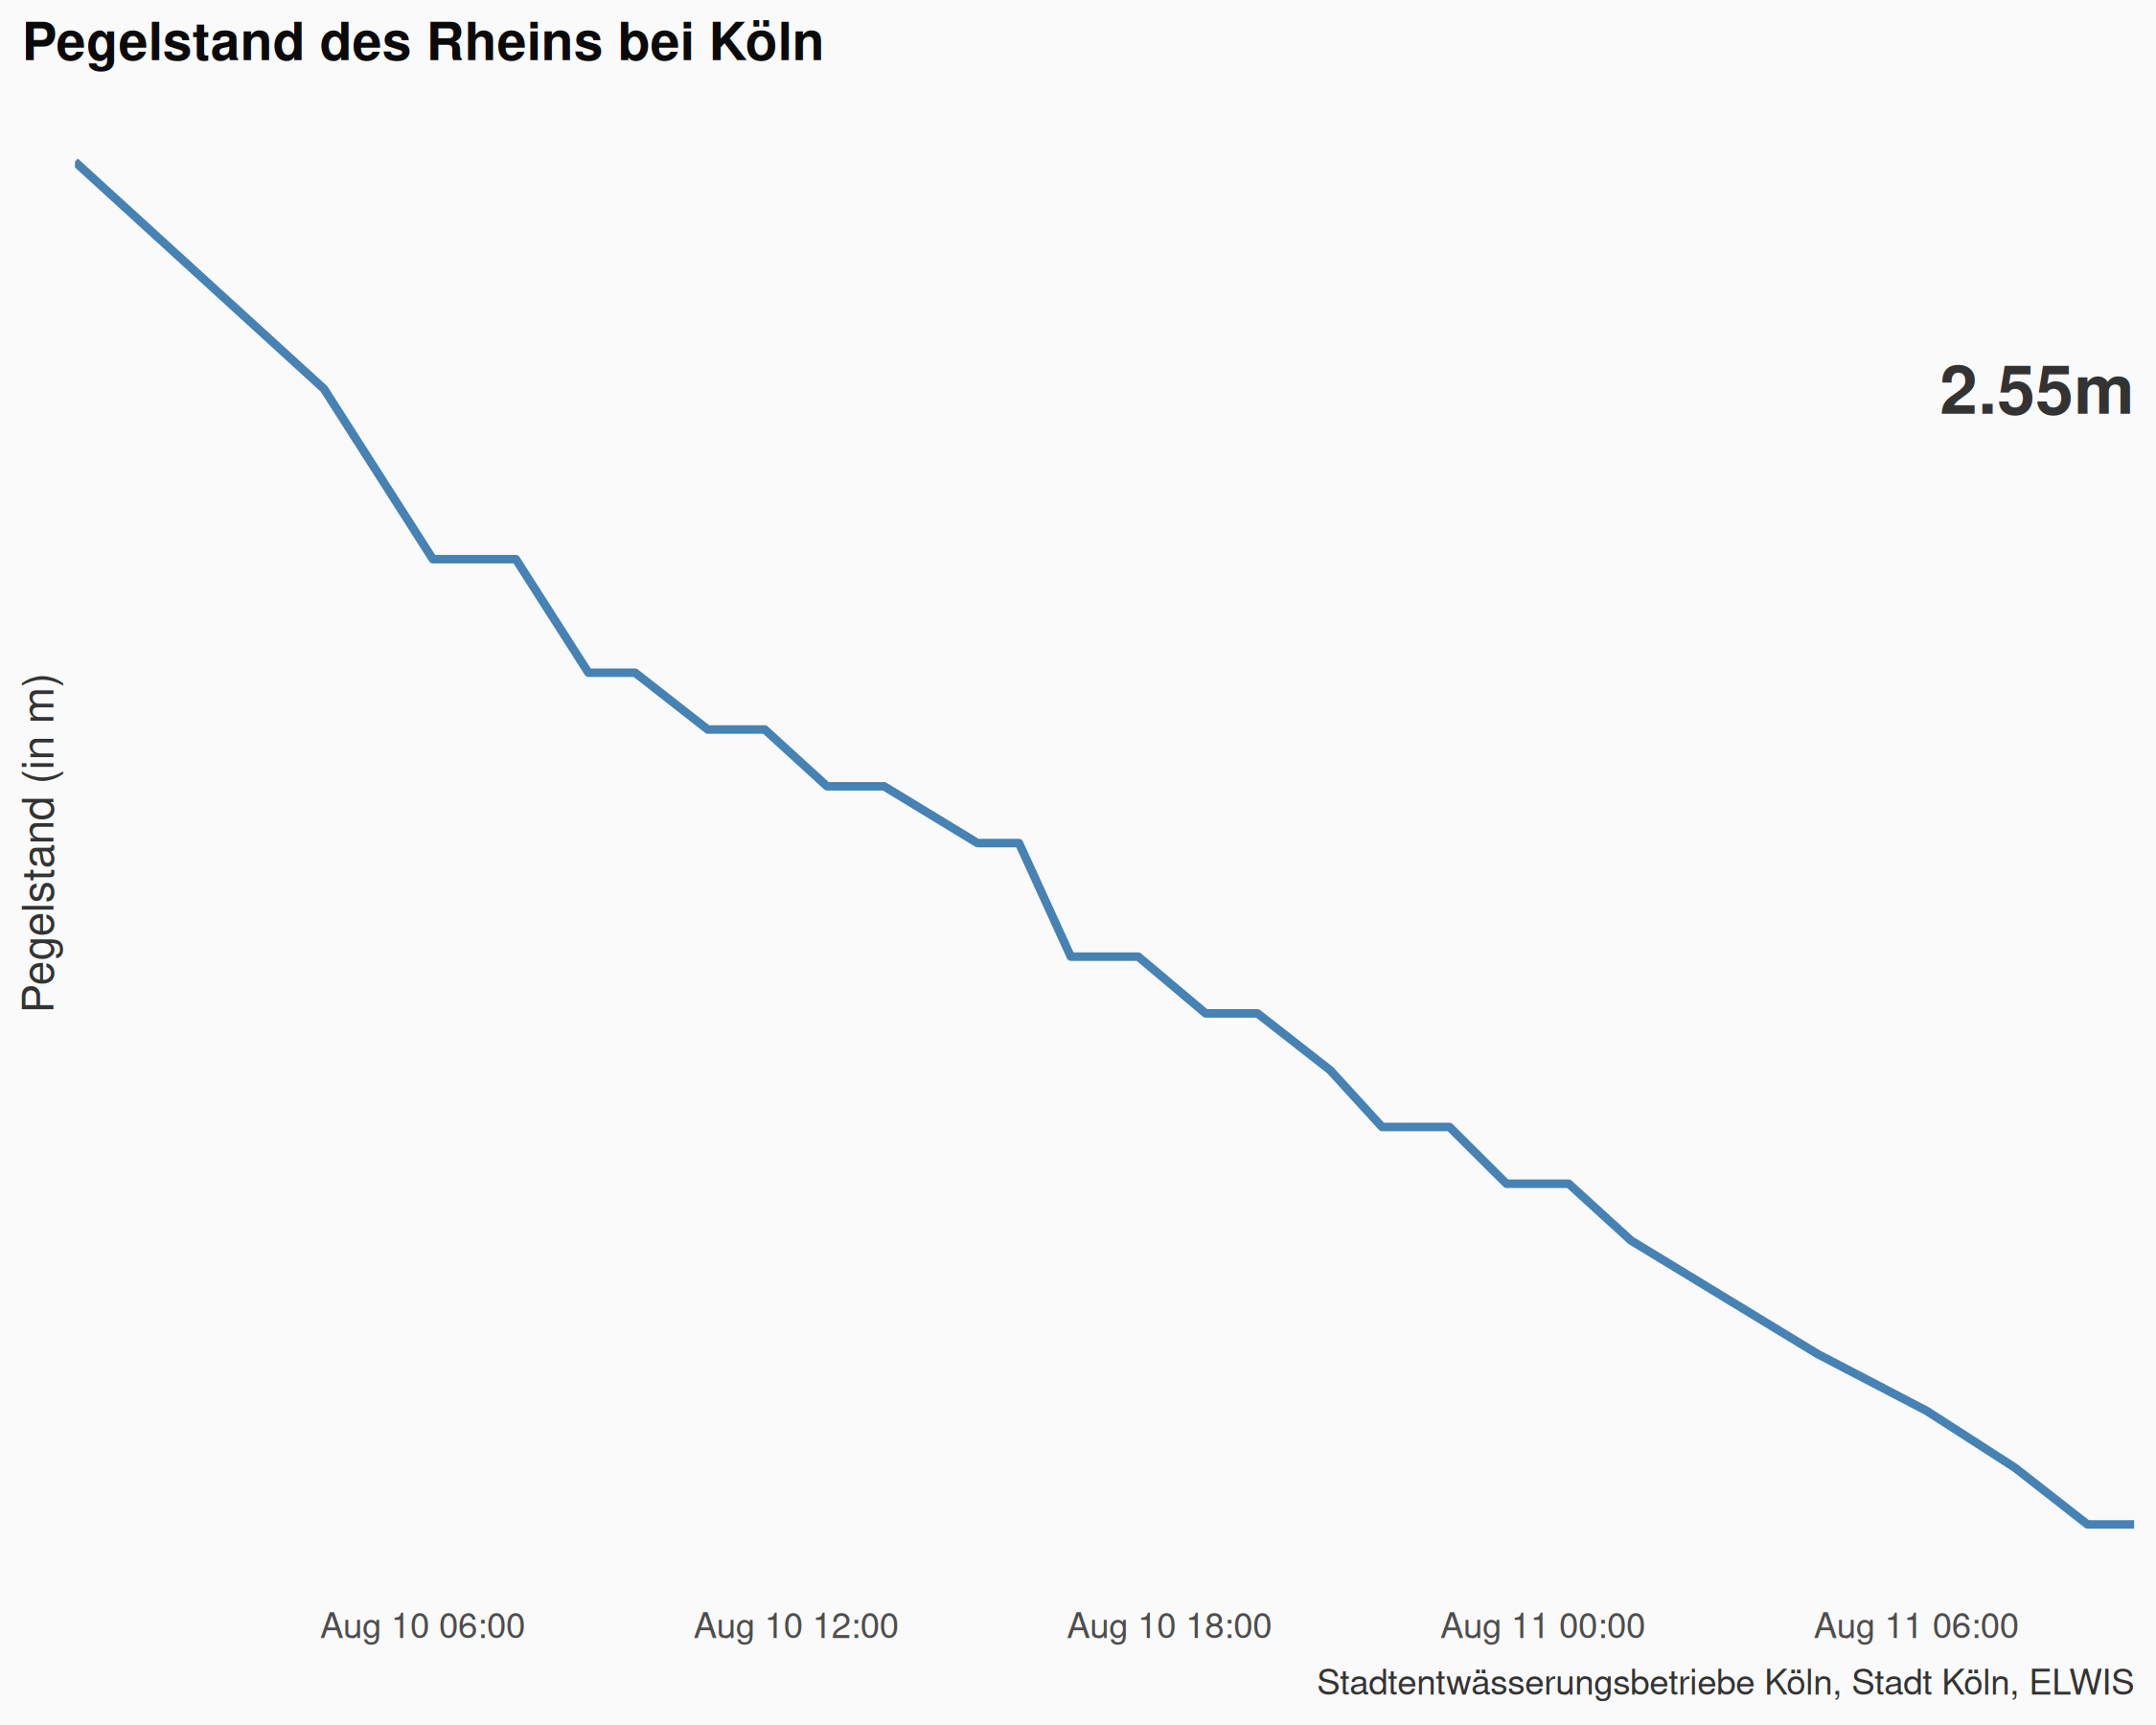 Pegelstand des Rheins bei Köln
2.55m
Pegelstand (in m)
Aug 10 06:00 Aug 10 12:00 Aug 10 18:00 Aug 11 00:00 Aug 11 06:00
Stadtentwässerungsbetriebe Köln, Stadt Köln, ELWIS